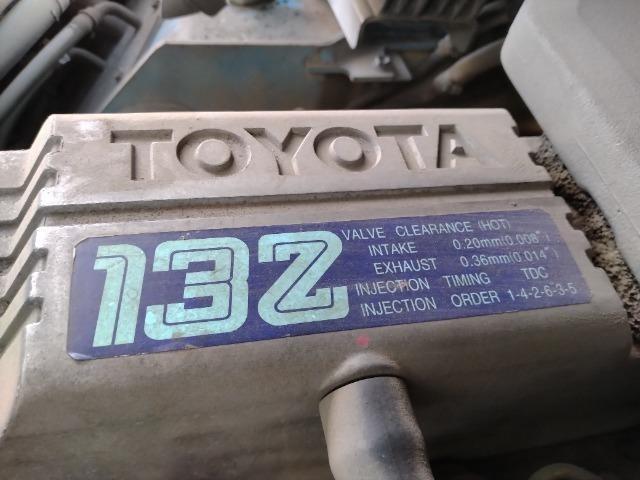 TOYOTA
13Z
VALVE CLEARANCE (HOT)
INTAKE 0.20mm(0.008")
EXHAUST 0.36mm(0.014")
INJECTION TIMING TDC
INJECTION ORDER 1-4-2-6-3-5